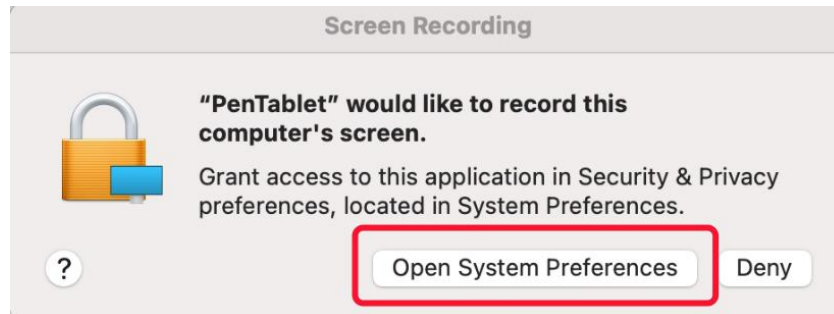 Screen Recording
“PenTablet” would like to record this
computer's screen.
Grant access to this application in Security & Privacy
preferences, located in System Preferences.
?
Open System Preferences
Deny